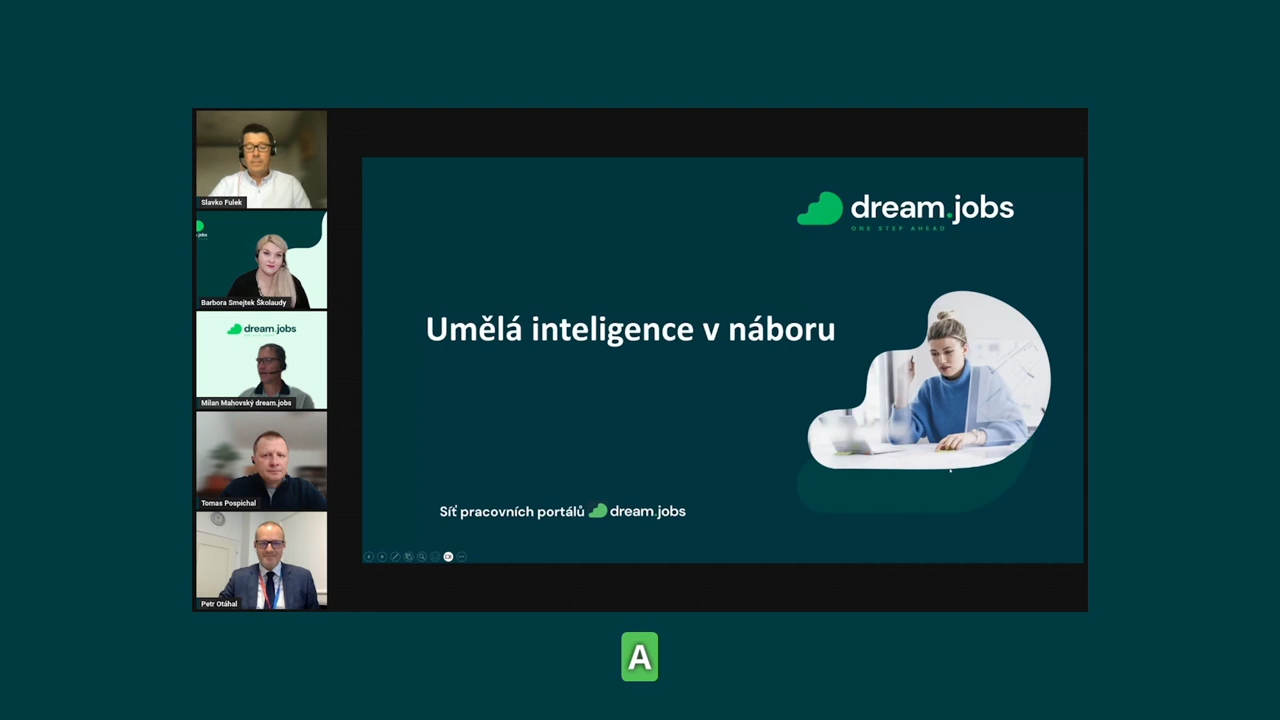 Slavko Fulek
Barbora Smejtek Školaudy
dream.jobs
Milan Mahovský dream.jobs
Tomas Pospichal
Petr Otáhal
dream.jobs
ONE STEP AHEAD
Umělá inteligence v náboru
Síť pracovních portálů dream.jobs
A